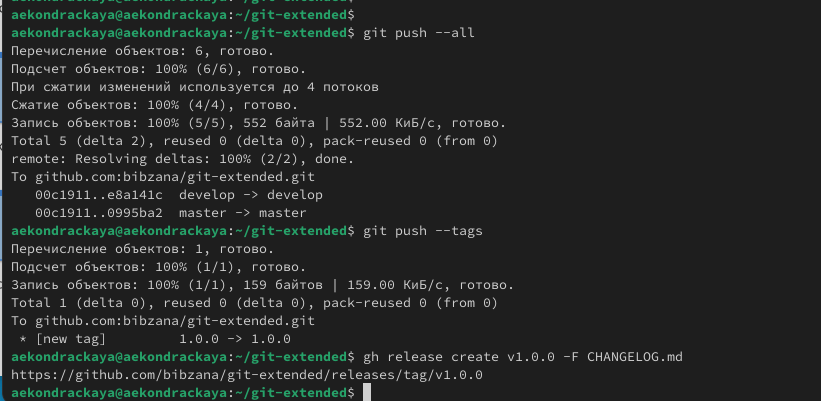 aekondrackaya@aekondrackaya:~/git-extended$
aekondrackaya@aekondrackaya:~/git-extended$ git push --all
Перечисление объектов: 6, готово.
Подсчет объектов: 100% (6/6), готово.
При сжатии изменений используется до 4 потоков
Сжатие объектов: 100% (4/4), готово.
Запись объектов: 100% (5/5), 552 байта | 552.00 КиБ/с, готово.
Total 5 (delta 2), reused 0 (delta 0), pack-reused 0 (from 0)
remote: Resolving deltas: 100% (2/2), done.
To github.com:bibzana/git-extended.git
   00c1911..e8a141c  develop -> develop
   00c1911..0995ba2  master -> master
aekondrackaya@aekondrackaya:~/git-extended$ git push --tags
Перечисление объектов: 1, готово.
Подсчет объектов: 100% (1/1), готово.
Запись объектов: 100% (1/1), 159 байтов | 159.00 КиБ/с, готово.
Total 1 (delta 0), reused 0 (delta 0), pack-reused 0 (from 0)
To github.com:bibzana/git-extended.git
 * [new tag]         1.0.0 -> 1.0.0
aekondrackaya@aekondrackaya:~/git-extended$ gh release create v1.0.0 -F CHANGELOG.md
https://github.com/bibzana/git-extended/releases/tag/v1.0.0
aekondrackaya@aekondrackaya:~/git-extended$